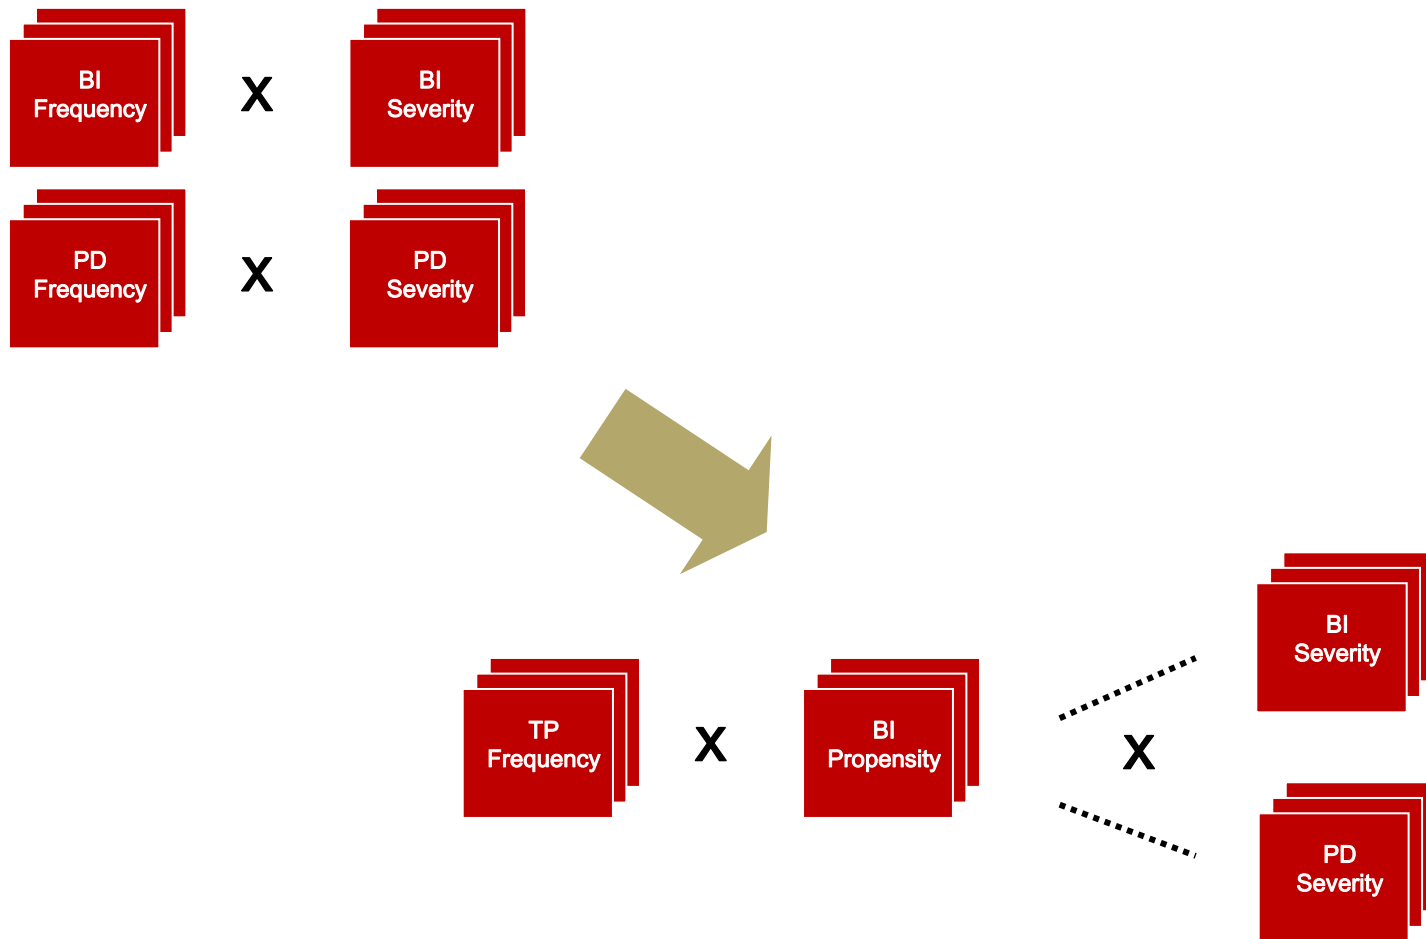 BI
Frequency
X
BI
Severity
PD
Frequency
X
PD
Severity
TP
Frequency
X
BI
Propensity
X
BI
Severity
PD
Severity